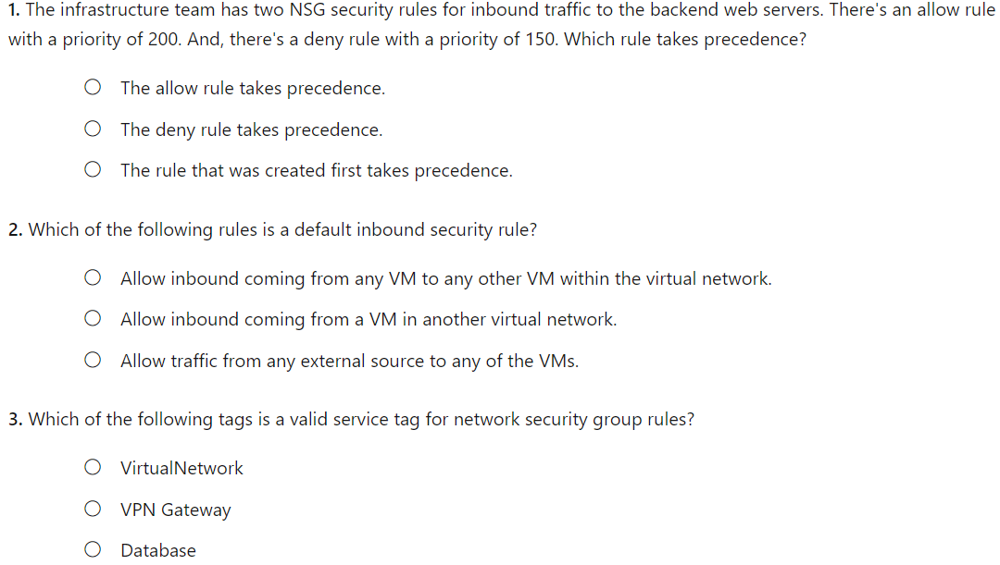 1. The infrastructure team has two NSG security rules for inbound traffic to the backend web servers. There's an allow rule
with a priority of 200. And, there's a deny rule with a priority of 150. Which rule takes precedence?
The allow rule takes precedence.
The deny rule takes precedence.
The rule that was created first takes precedence.
2. Which of the following rules is a default inbound security rule?
Allow inbound coming from any VM to any other VM within the virtual network.
Allow inbound coming from a VM in another virtual network.
Allow traffic from any external source to any of the VMs.
3. Which of the following tags is a valid service tag for network security group rules?
VirtualNetwork
VPN Gateway
Database